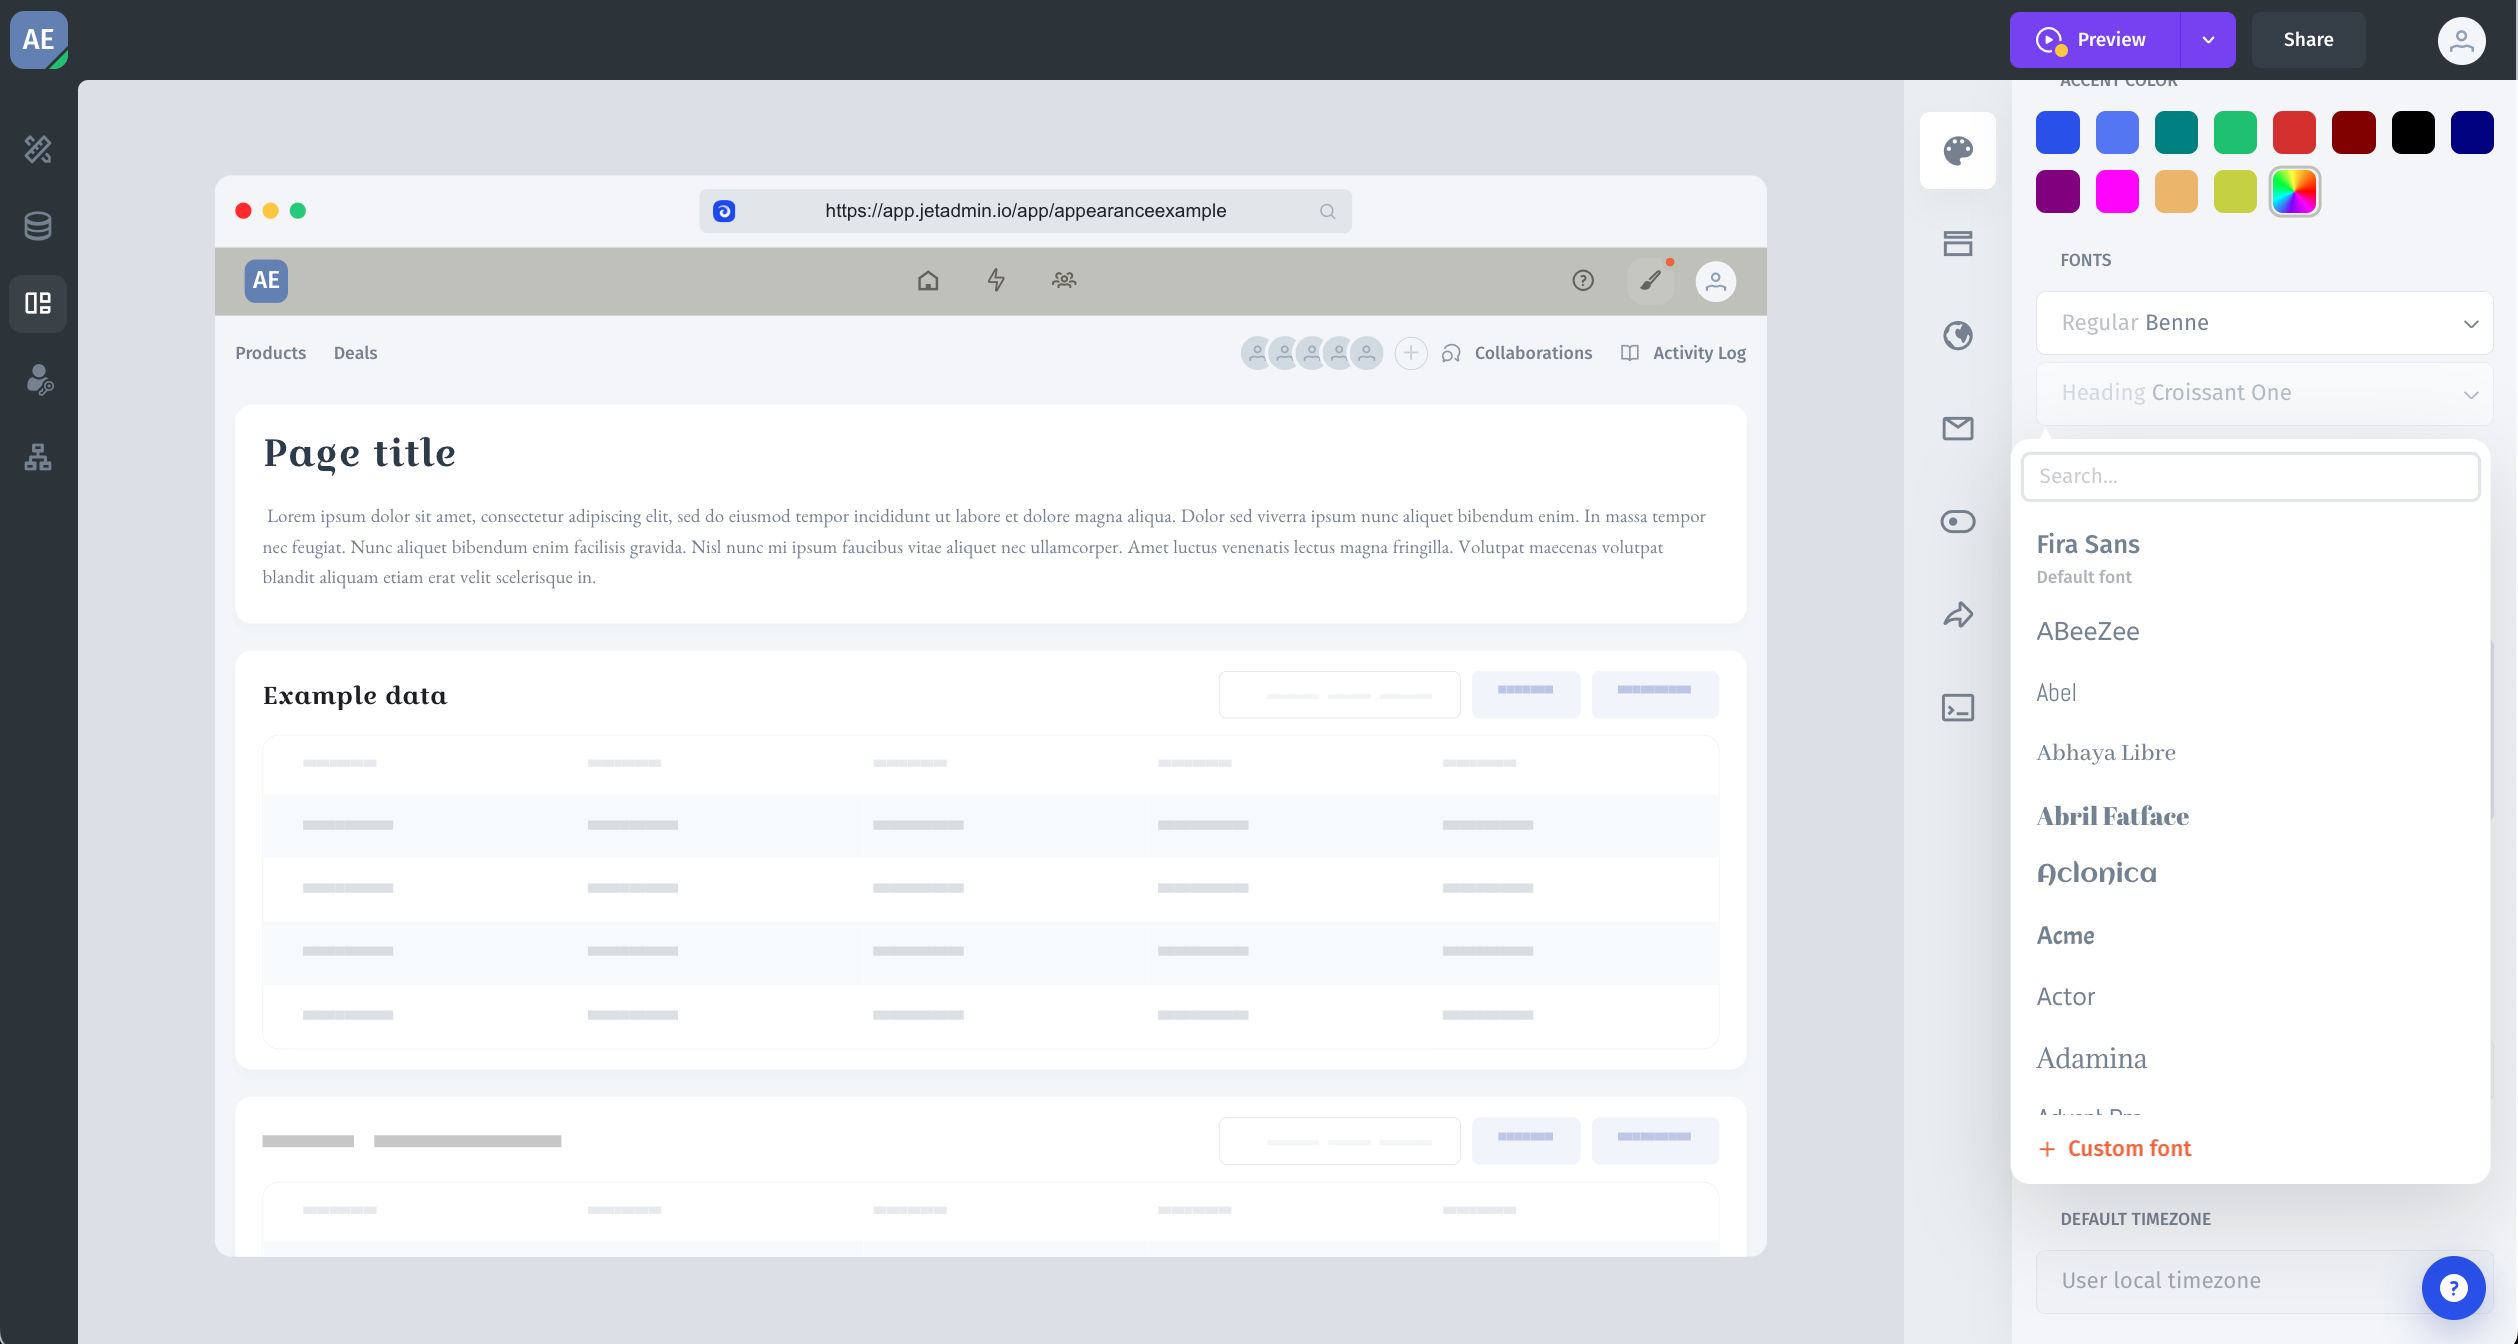 AE
Preview
Share
https://app.jetadmin.io/app/appearanceexample
AE
Products
Deals
Collaborations
Activity Log
Page title
Lorem ipsum dolor sit amet, consectetur adipiscing elit, sed do eiusmod tempor incididunt ut labore et dolore magna aliqua. Dolor sed viverra ipsum nunc aliquet bibendum enim. In massa tempor
nec feugiat. Nunc aliquet bibendum enim facilisis gravida. Nisl nunc mi ipsum faucibus vitae aliquet nec ullamcorper. Amet luctus venenatis lectus magna fringilla. Volutpat maecenas volutpat
blandit aliquam etiam erat velit scelerisque in.
Example data
ACCENT COLOR
FONTS
Regular Benne
Heading Croissant One
Search...
Fira Sans
Default font
ABeeZee
Abel
Abhaya Libre
Abril Fatface
Aclonica
Acme
Actor
Adamina
Advent Pro
+ Custom font
DEFAULT TIMEZONE
User local timezone